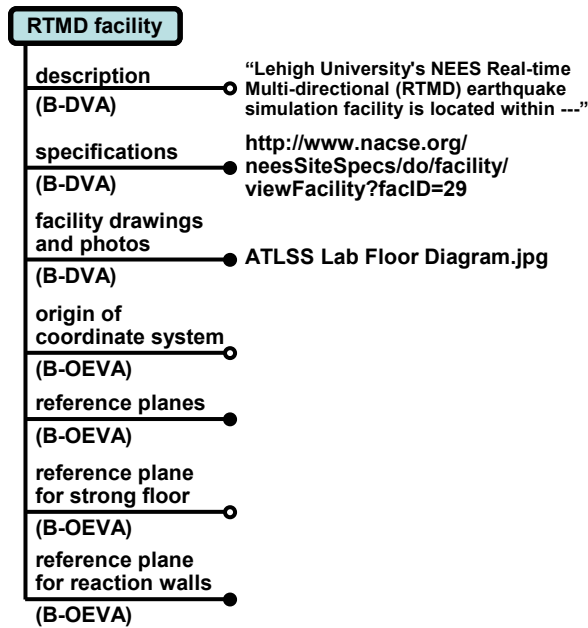 RTMD facility
description
(B-DVA)
“Lehigh University's NEES Real-time
Multi-directional (RTMD) earthquake
simulation facility is located within ---”
specifications
(B-DVA)
http://www.nacse.org/
neesSiteSpecs/do/facility/
viewFacility?facID=29
facility drawings
and photos
(B-DVA)
ATLSS Lab Floor Diagram.jpg
origin of
coordinate system
(B-OEVA)
reference planes
(B-OEVA)
reference plane
for strong floor
(B-OEVA)
reference plane
for reaction walls
(B-OEVA)